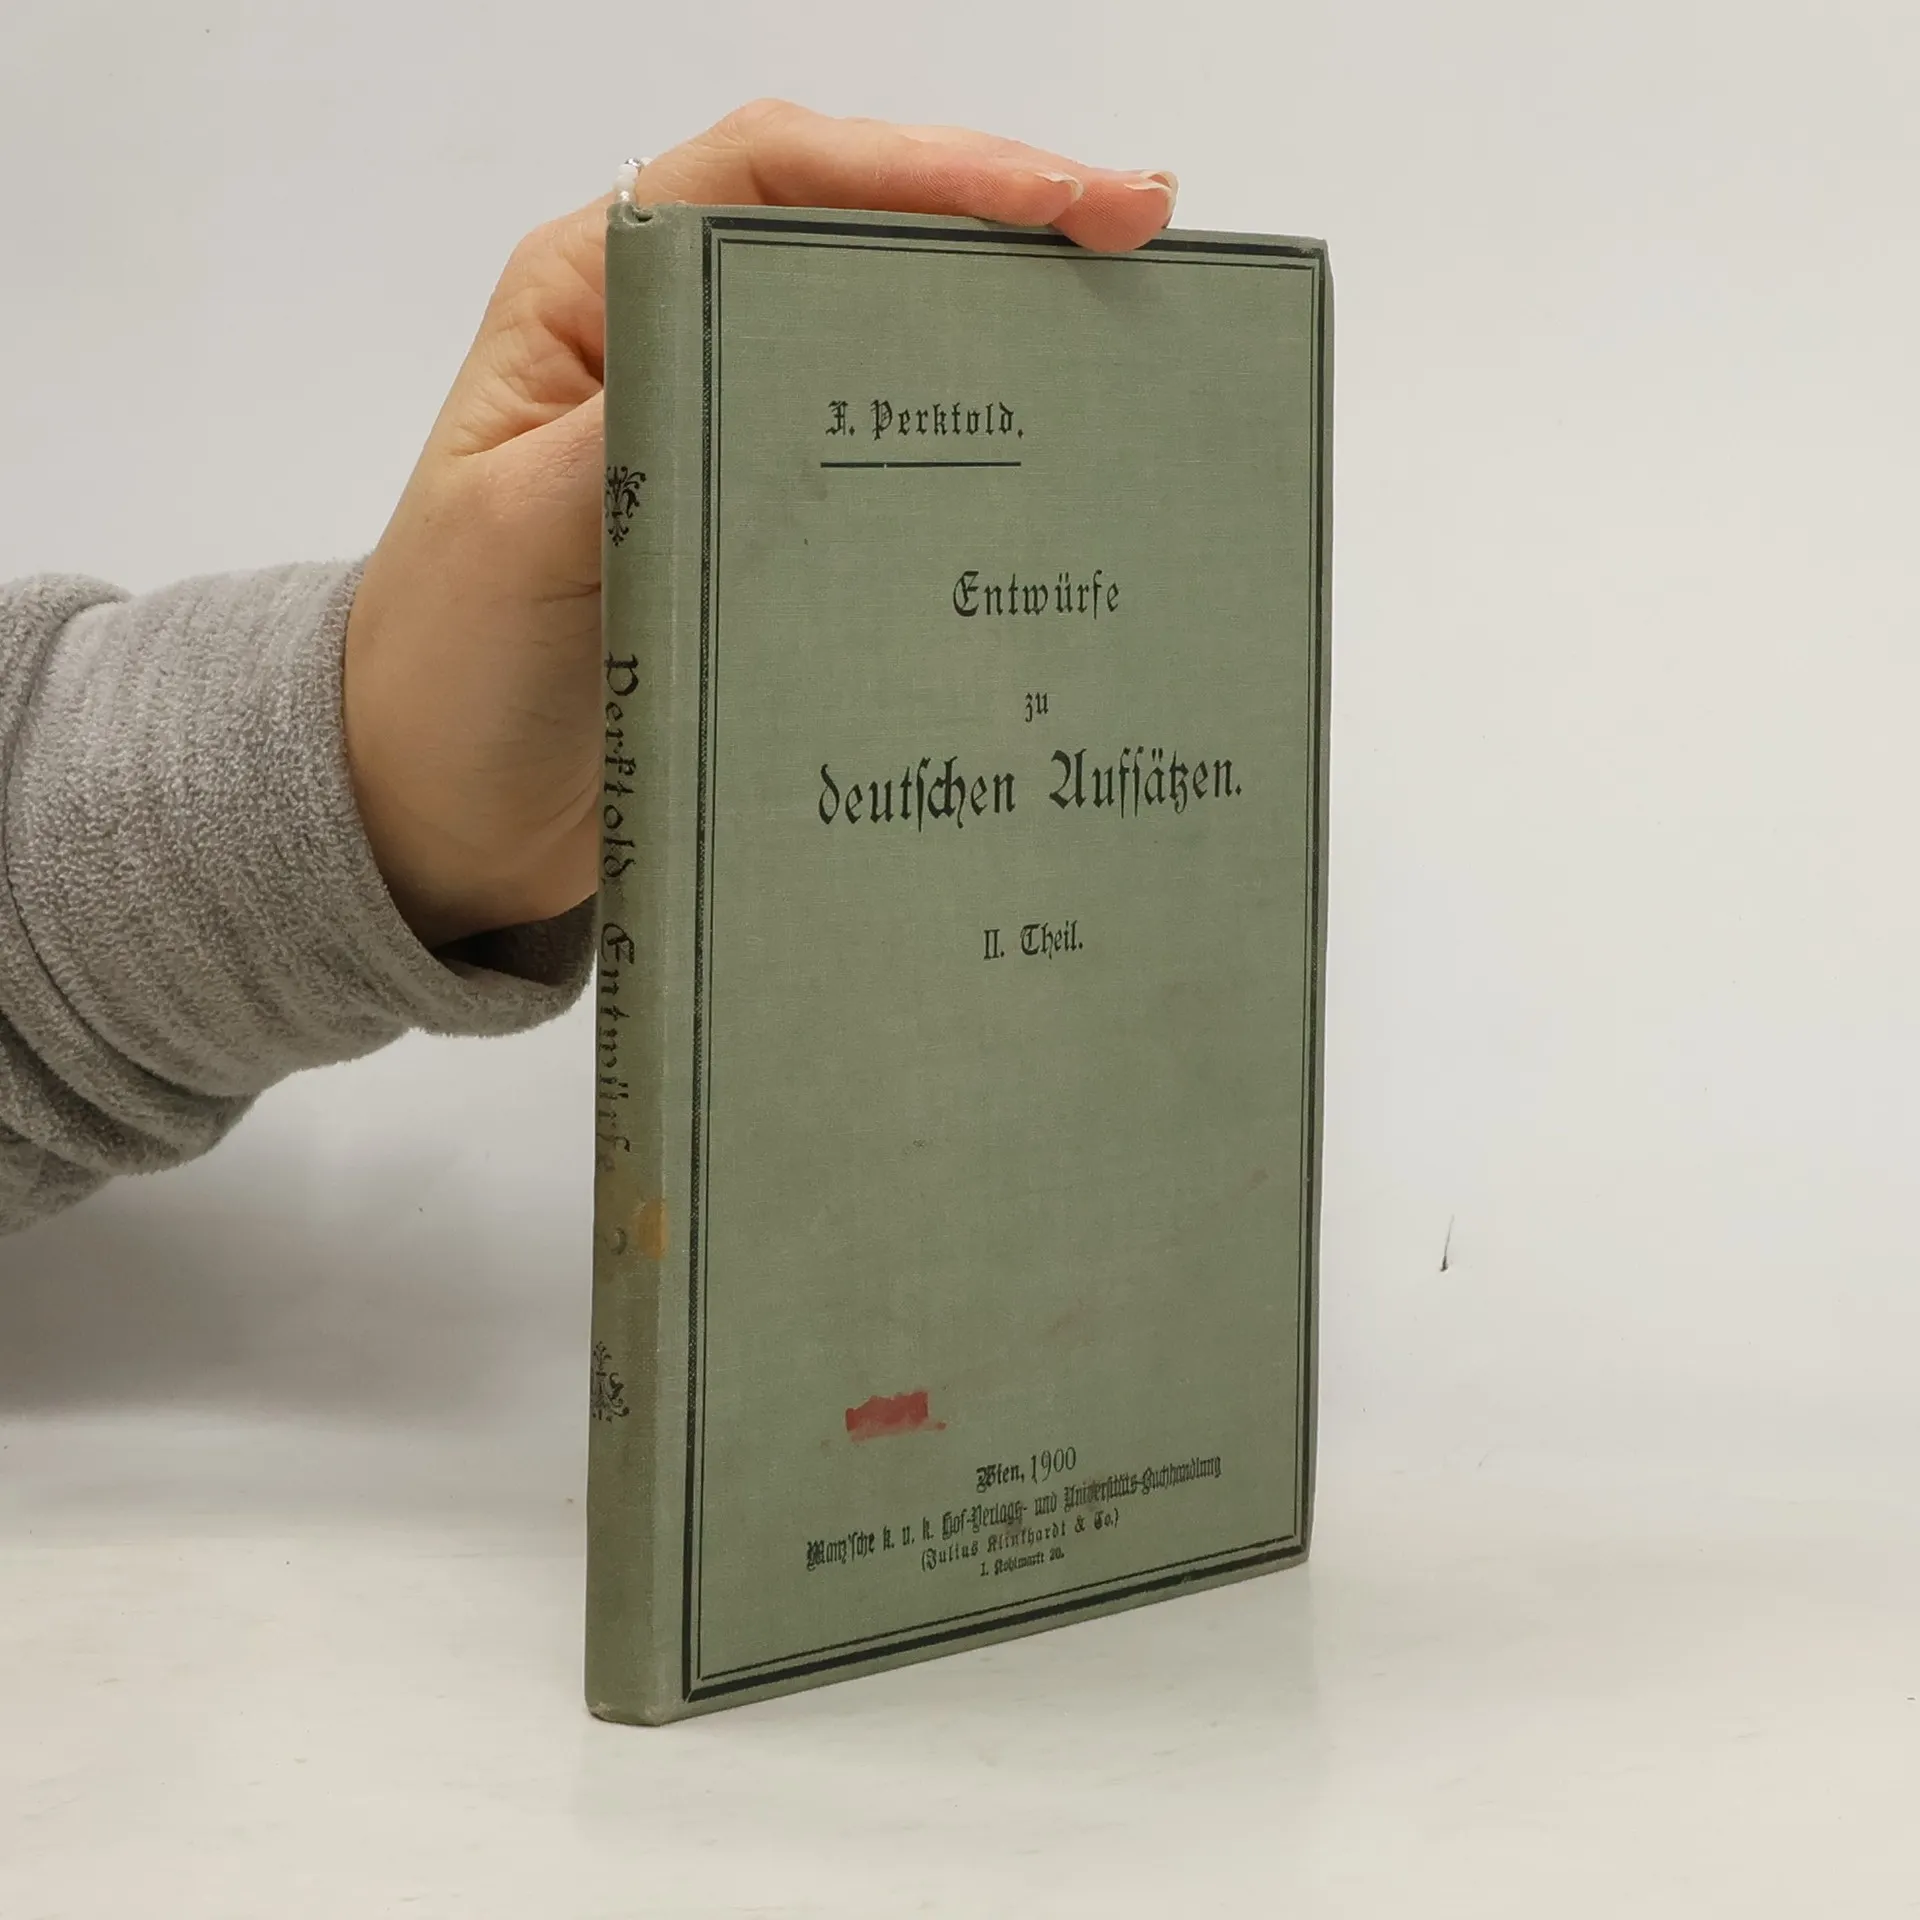 J. Perktold.
Entwürfe
zu
deutschen Aufsätzen.
II. Theil.
Wien, 1900
Manz'sche k. u. k. Hof-Verlags- und Universitäts-Buchhandlung
(Julius Klinkhardt & Co.)
I. Kohlmarkt 20.
Perktold, Entwürfe